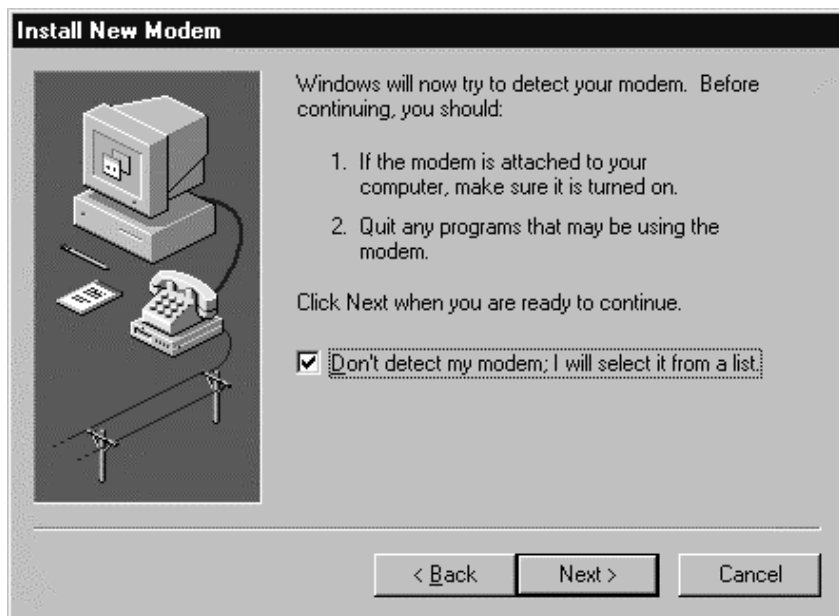 Install New Modem
Windows will now try to detect your modem.  Before
continuing, you should:
1. If the modem is attached to your
computer, make sure it is turned on.
2. Quit any programs that may be using the
modem.
Click Next when you are ready to continue.
Don't detect my modem; I will select it from a list.
< Back
Next >
Cancel